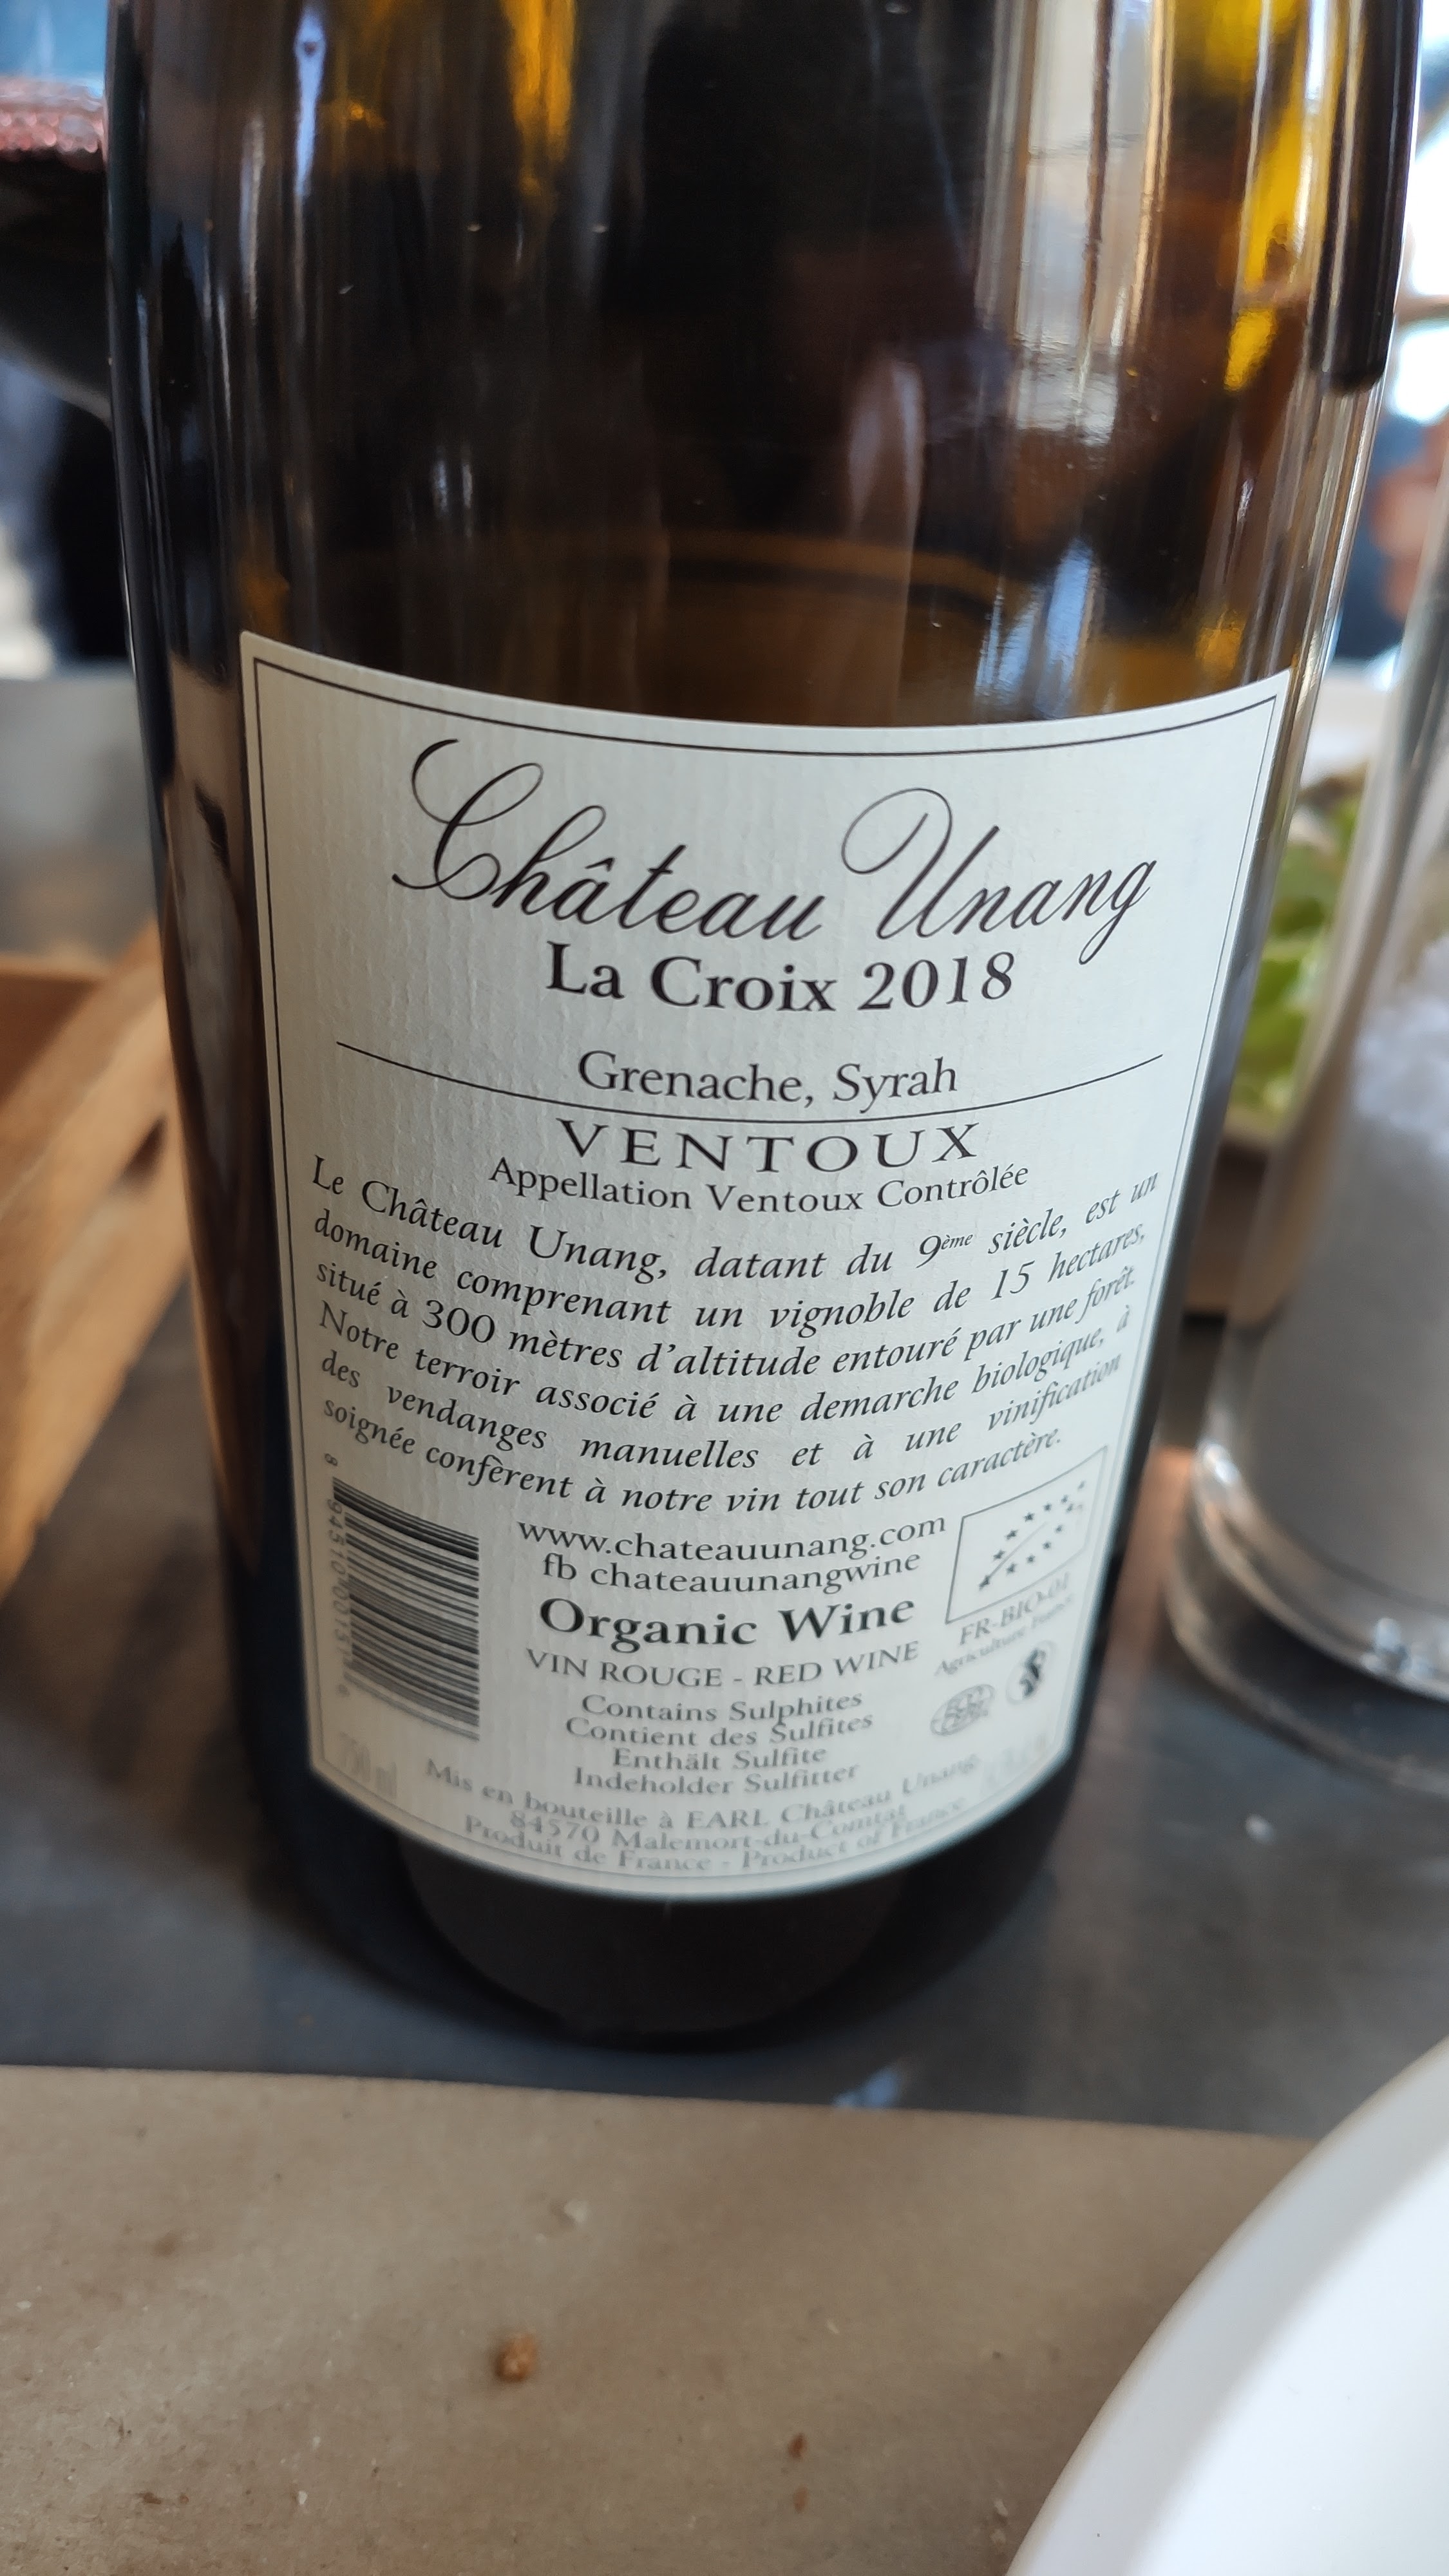 Château Unang
La Croix 2018
Grenache, Syrah
VENTOUX
Appellation Ventoux Contrôlée
Le Château Unang, datant du 9ème siècle, est un
domaine comprenant un vignoble de 15 hectares,
situé à 300 mètres d'altitude entouré par une forêt.
Notre terroir associé à une demarche biologique, à
des vendanges manuelles et à une vinification
soignée confèrent à notre vin tout son caractère.
www.chateauunang.com
fb chateauunangwine
Organic Wine
VIN ROUGE - RED WINE
FR-BIO-01
Agriculture France
Contains Sulphites
Contient des Sulfites
Enthält Sulfite
Indeholder Sulfitter
Mis en bouteille à EARL Château Unang
84570 Malemort-du-Comtat
Produit de France - Product of France